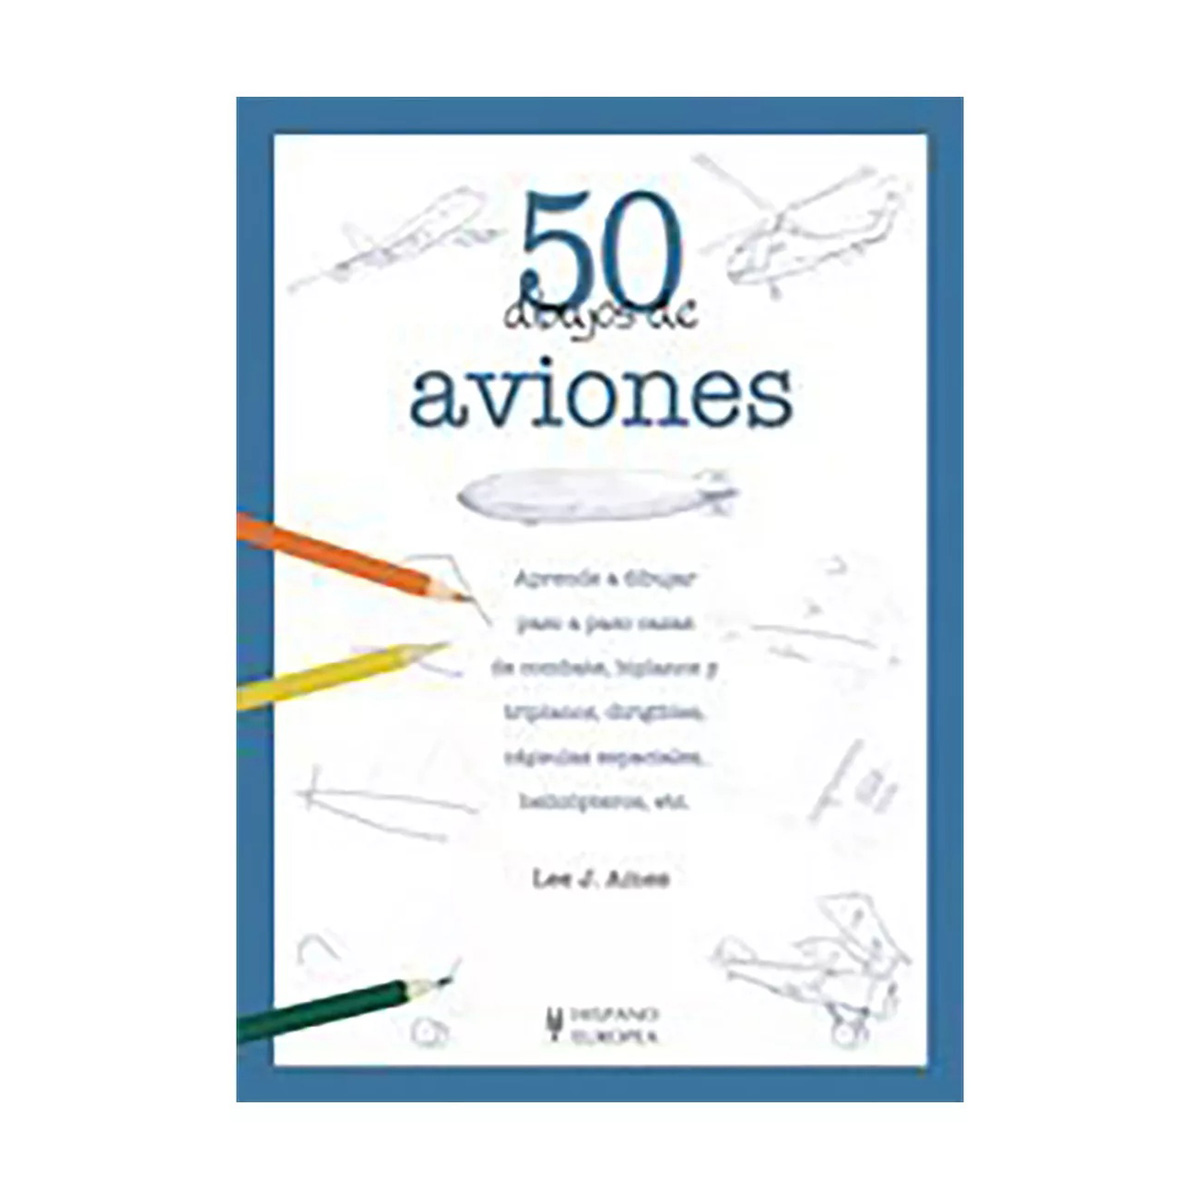 50
dibujos de
aviones
Aprende a dibujar
paso a paso cazas
de combate, biplanos y
triplanos, dirigibles,
cápsulas espaciales,
helicópteros, etc.
Lee J. Ames
HISPANO
EUROPEA